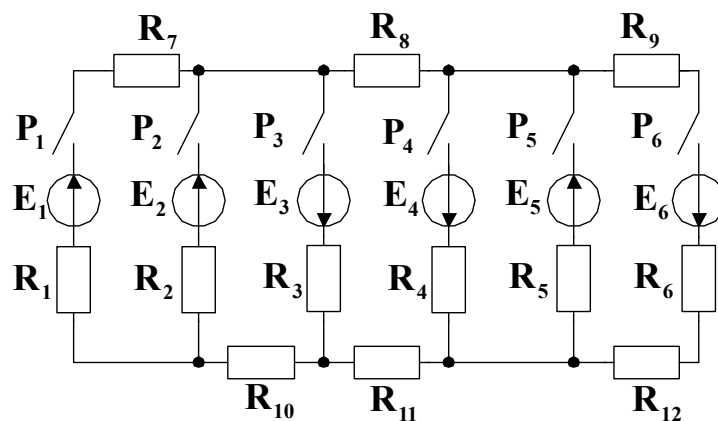 R7 R8 R9
P1 P2 P3 P4 P5 P6
E1 E2 E3 E4 E5 E6
R1 R2 R3 R4 R5 R6
R10 R11 R12